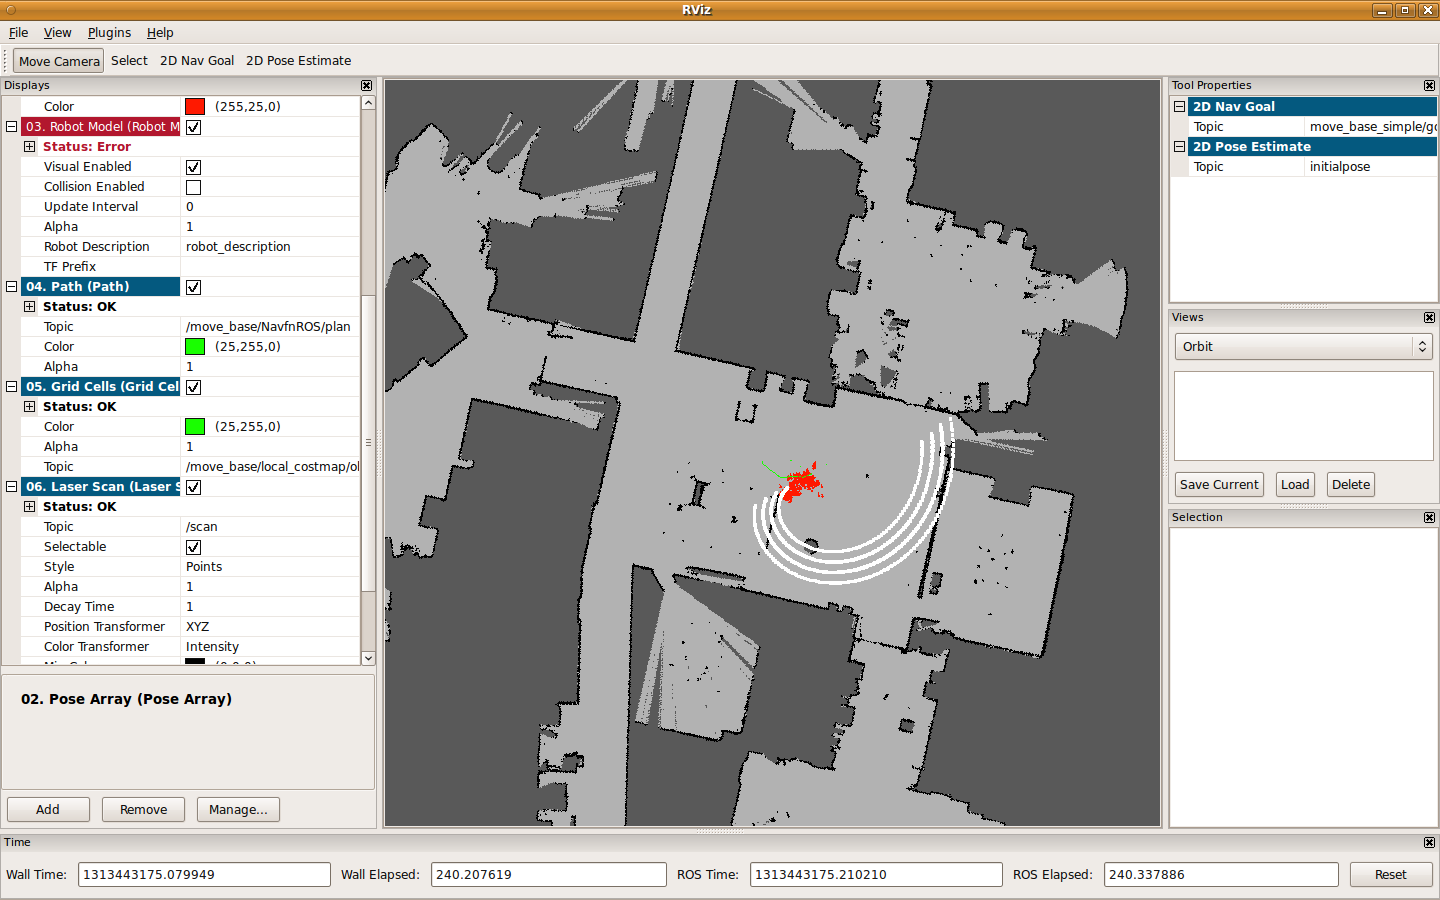 RViz
File View Plugins Help
Move Camera Select 2D Nav Goal 2D Pose Estimate
Displays
Color (255,25,0)
03. Robot Model (Robot M
Status: Error
Visual Enabled
Collision Enabled
Update Interval 0
Alpha 1
Robot Description robot_description
TF Prefix
04. Path (Path)
Status: OK
Topic /move_base/NavfnROS/plan
Color (25,255,0)
Alpha 1
05. Grid Cells (Grid Cel
Status: OK
Color (25,255,0)
Alpha 1
Topic /move_base/local_costmap/ol
06. Laser Scan (Laser S
Status: OK
Topic /scan
Selectable
Style Points
Alpha 1
Decay Time 1
Position Transformer XYZ
Color Transformer Intensity
02. Pose Array (Pose Array)
Add Remove Manage...
Tool Properties
2D Nav Goal
Topic move_base_simple/go
2D Pose Estimate
Topic initialpose
Views
Orbit
Save Current Load Delete
Selection
Time
Wall Time: 1313443175.079949 Wall Elapsed: 240.207619 ROS Time: 1313443175.210210 ROS Elapsed: 240.337886 Reset